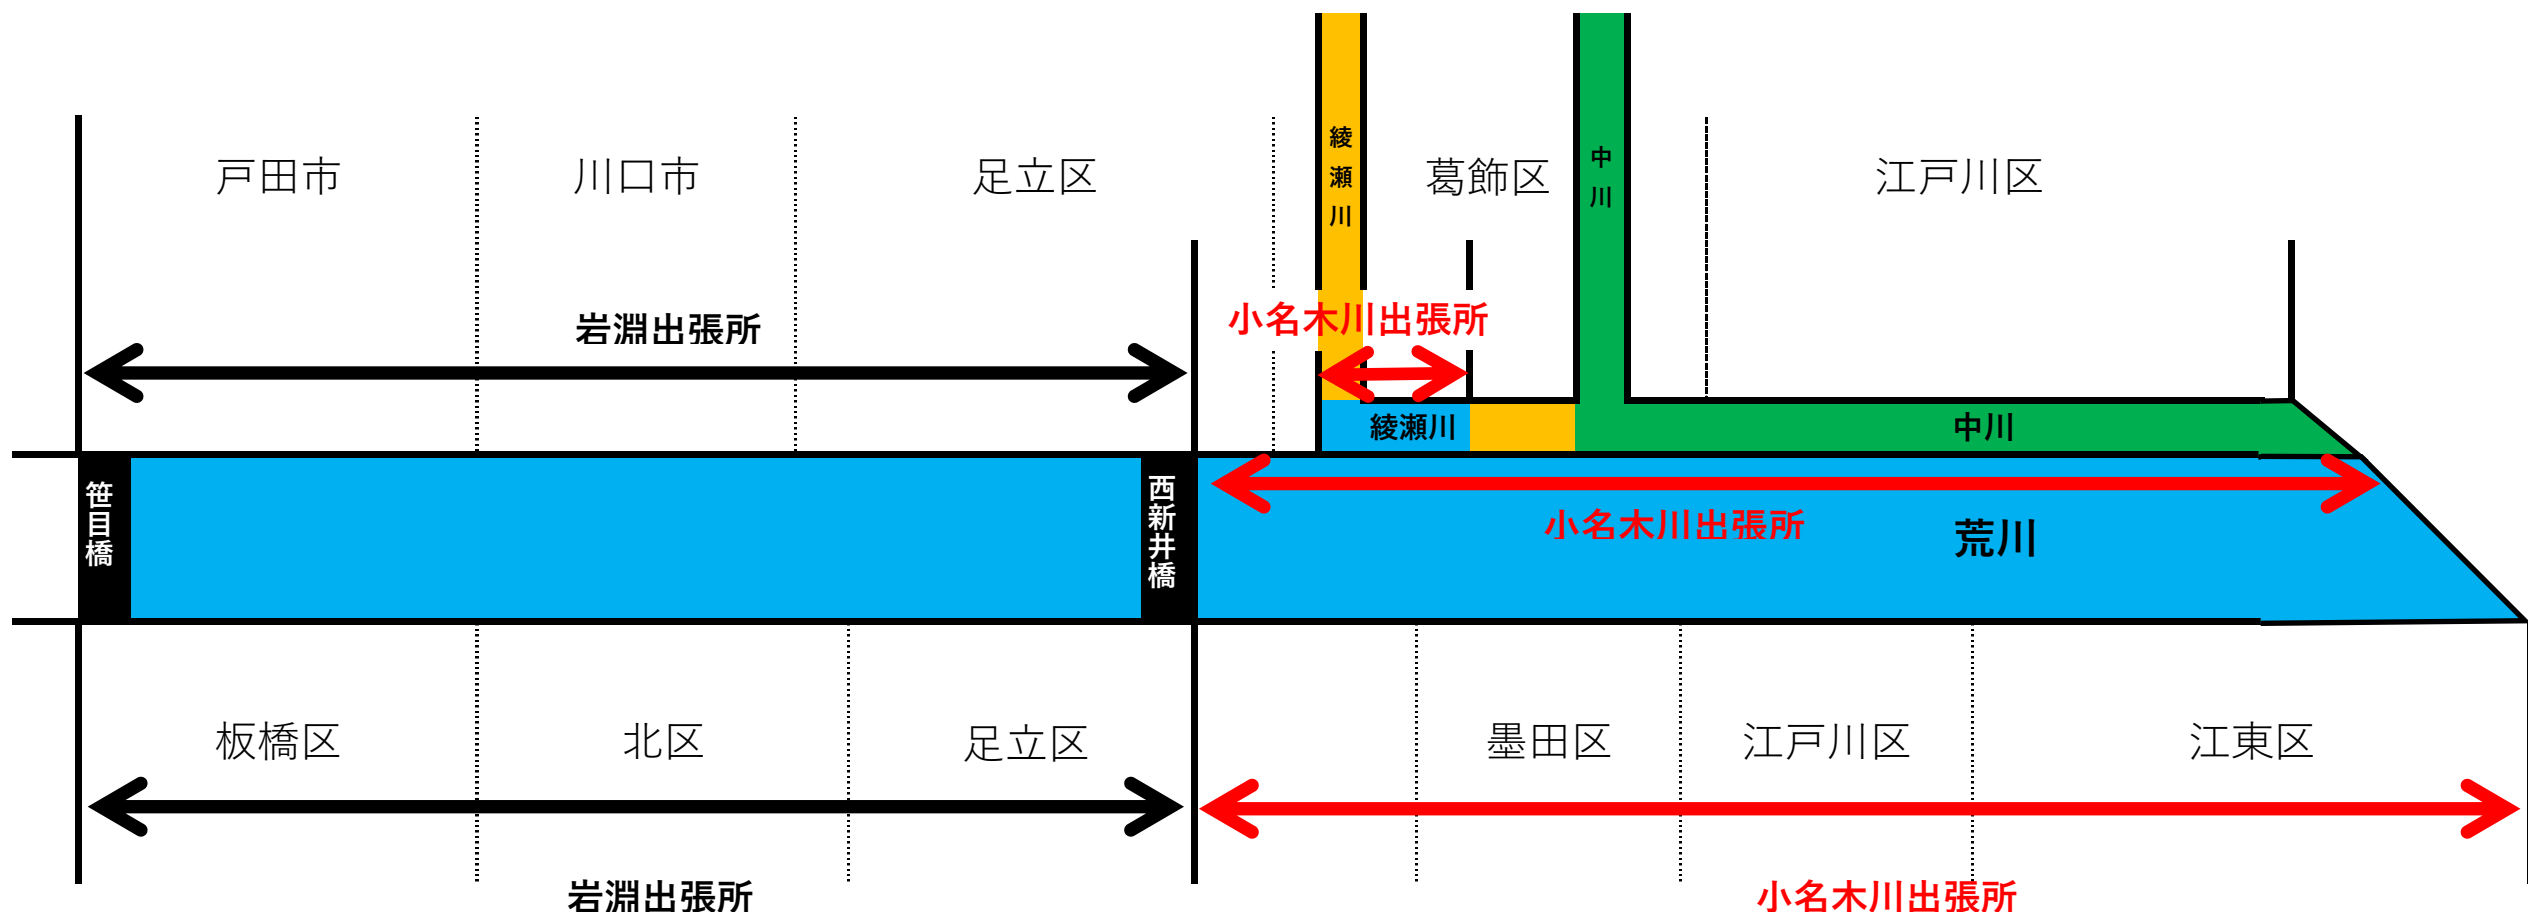 戸田市
川口市
足立区
綾瀬川
葛飾区
中川
江戸川区
岩淵出張所
小名木川出張所
綾瀬川
中川
笹目橋
西新井橋
小名木川出張所
荒川
板橋区
北区
足立区
墨田区
江戸川区
江東区
岩淵出張所
小名木川出張所